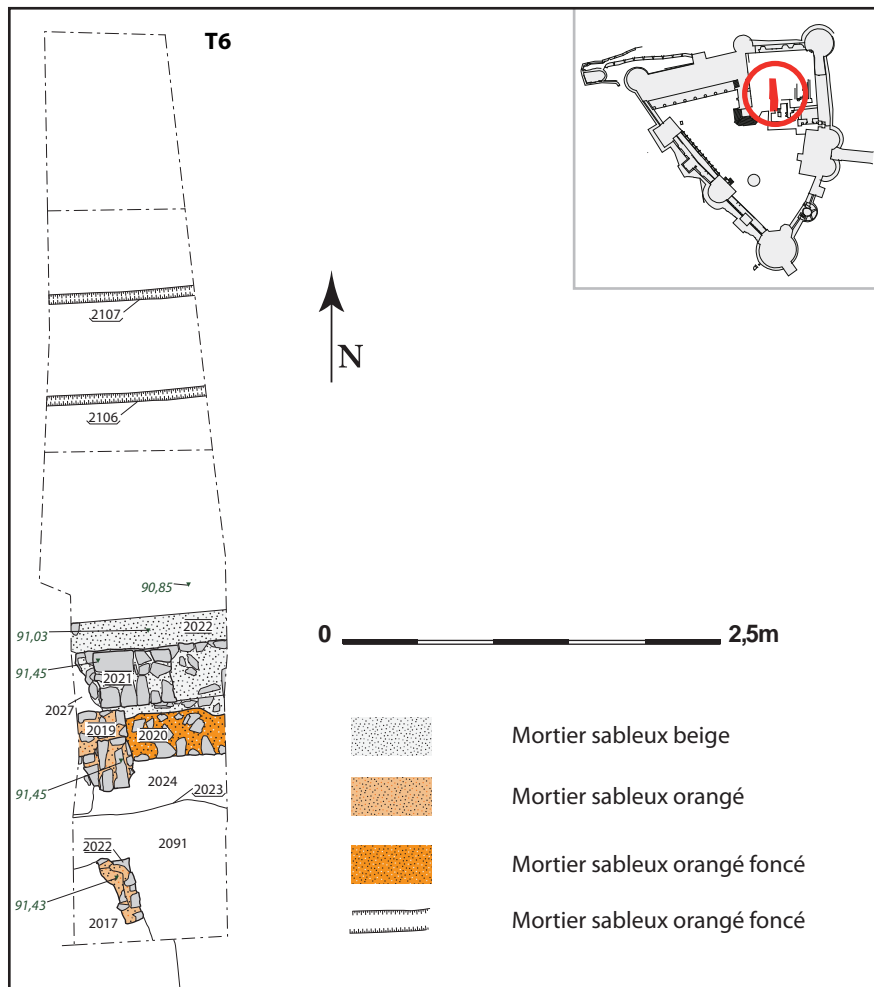 T6
2107
N
2106
90,85
91,03
2022
91,45
2021
0 2,5m
2027
2019
2020
Mortier sableux beige
91,45
2024
2023
Mortier sableux orangé
2022
2091
Mortier sableux orangé foncé
91,43
2017
Mortier sableux orangé foncé